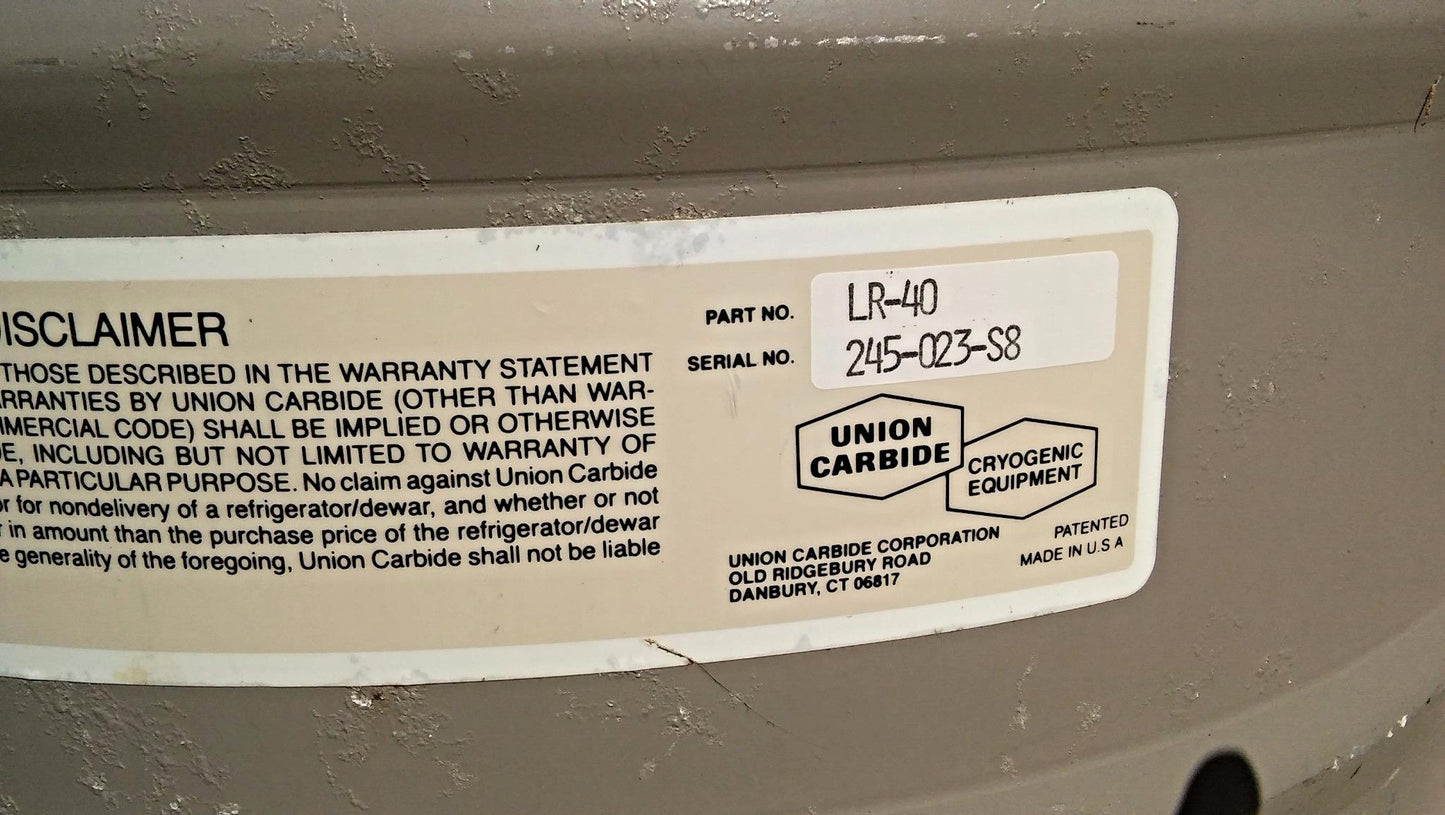 DISCLAIMER
THOSE DESCRIBED IN THE WARRANTY STATEMENT
RRANTIES BY UNION CARBIDE (OTHER THAN WAR-
MMERCIAL CODE) SHALL BE IMPLIED OR OTHERWISE
DE, INCLUDING BUT NOT LIMITED TO WARRANTY OF
A PARTICULAR PURPOSE. No claim against Union Carbide
or for nondelivery of a refrigerator/dewar, and whether or not
r in amount than the purchase price of the refrigerator/dewar
e generality of the foregoing, Union Carbide shall not be liable
PART NO. LR-40
SERIAL NO. 245-023-S8
UNION
CARBIDE
CRYOGENIC
EQUIPMENT
UNION CARBIDE CORPORATION
OLD RIDGEBURY ROAD
DANBURY, CT 06817
PATENTED
MADE IN U.S A